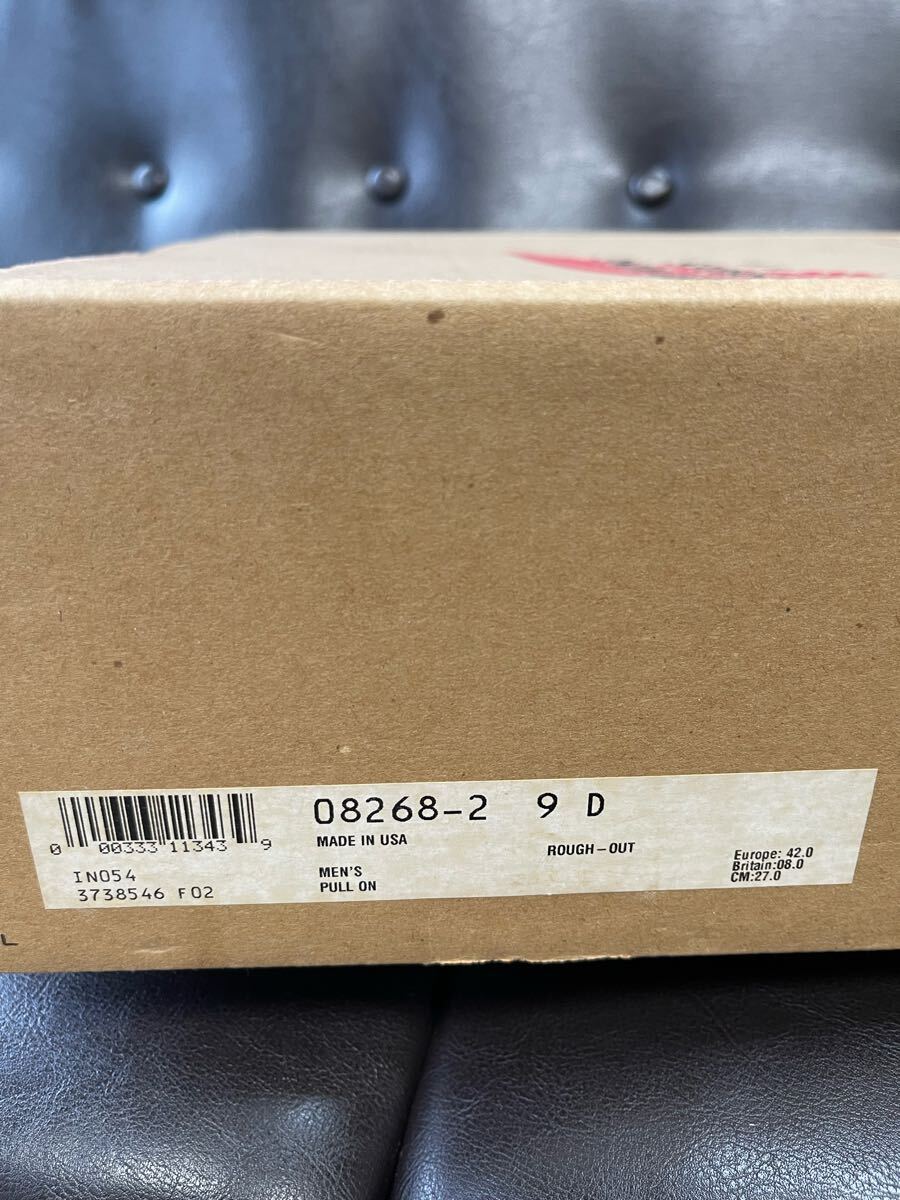 08268-2 9 D
MADE IN USA
ROUGH-OUT
0 00333 11343 9
IN054
3738546 F02
MEN'S
PULL ON
Europe: 42.0
Britain:08.0
CM:27.0
L